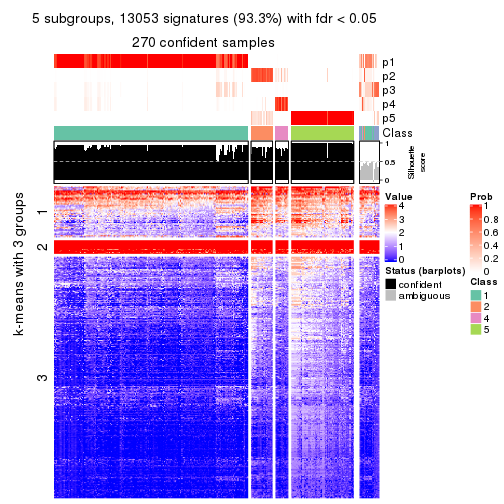 5 subgroups, 13053 signatures (93.3%) with fdr < 0.05
270 confident samples
p1
p2
p3
p4
p5
Class
1
0.5
0
Silhouette
score
k-means with 3 groups
1
2
3
Value
4
3
2
1
0
Status (barplots)
confident
ambiguous
Prob
1
0.8
0.6
0.4
0.2
0
Class
1
2
4
5